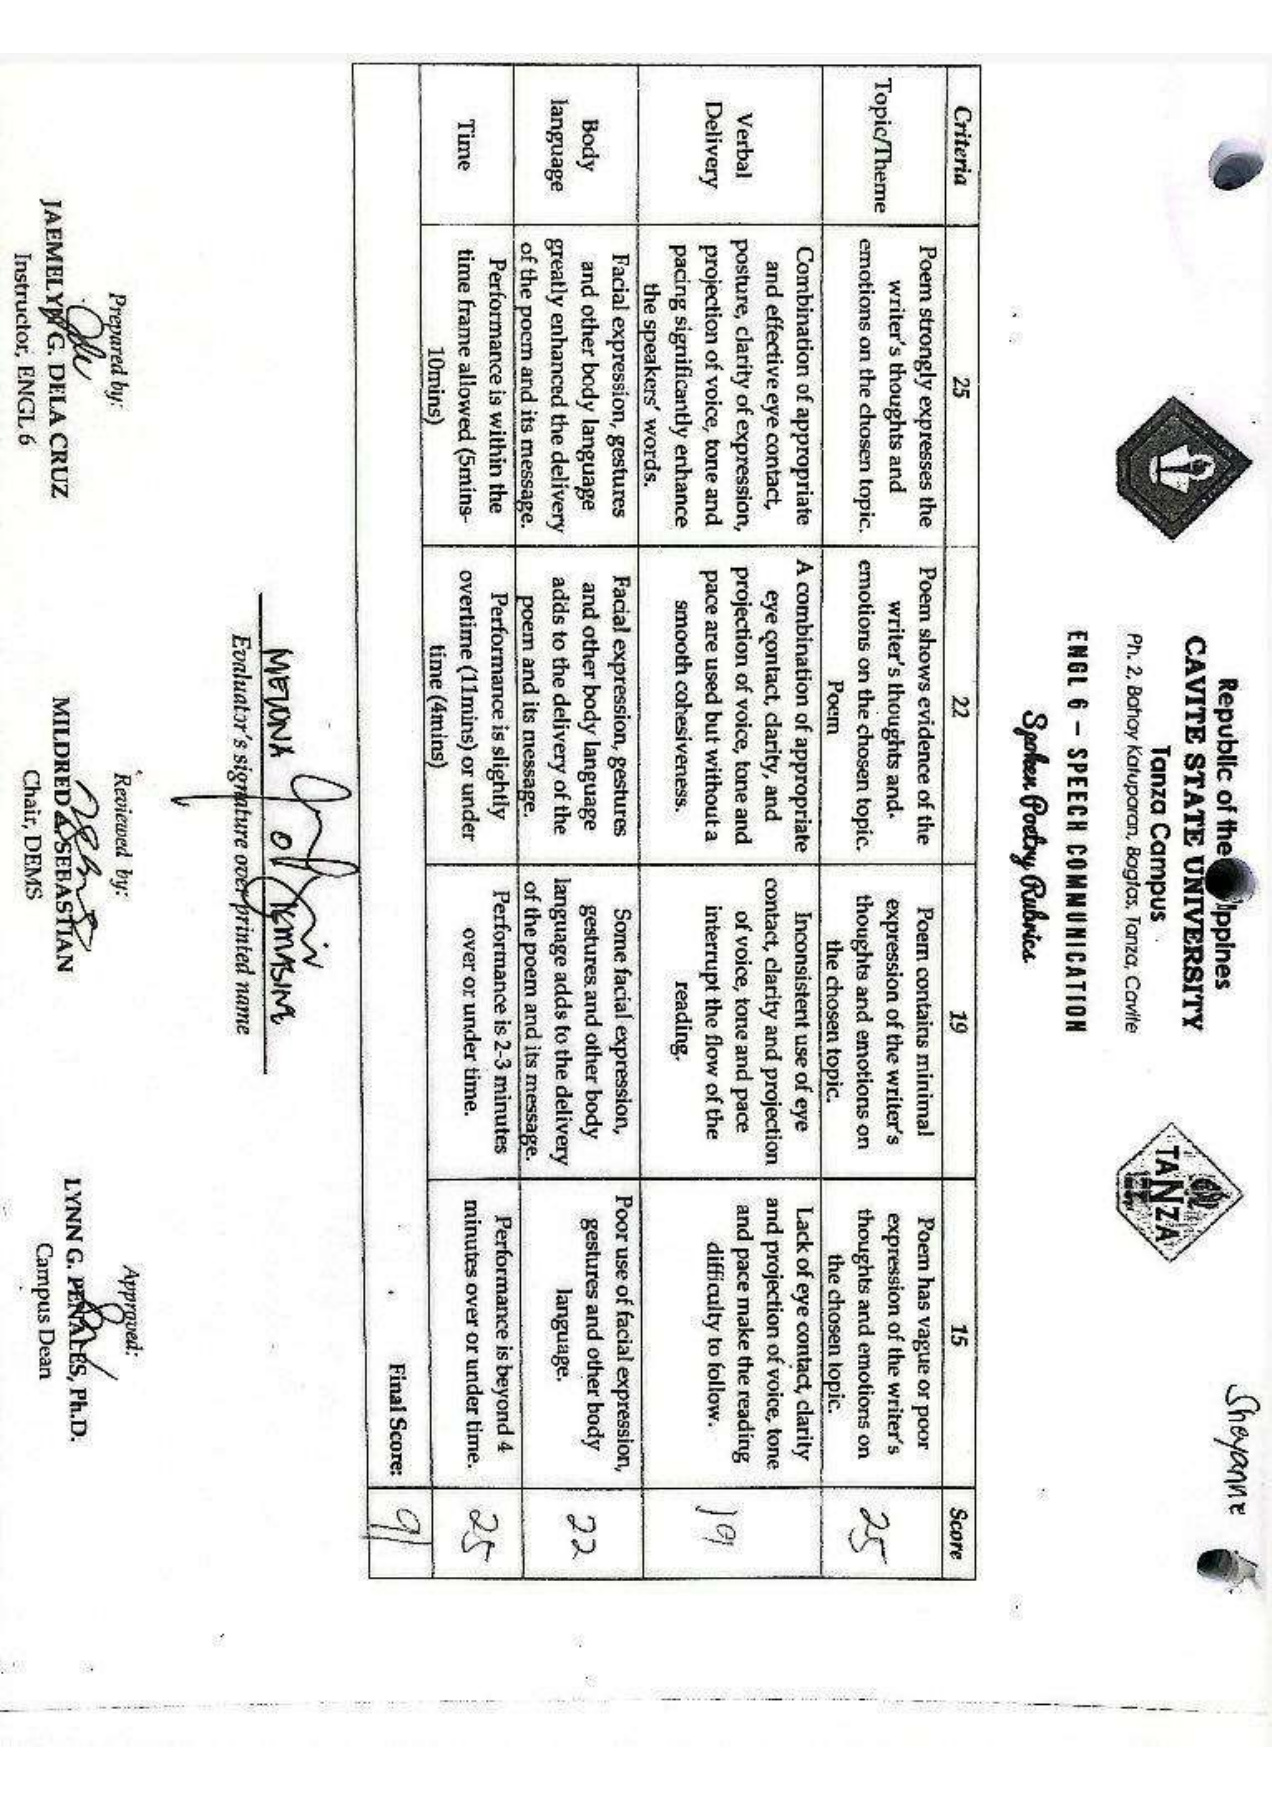 Sheyanne
Republic of the
CAVITE STATE UNIVERSITY
Tanza Campus
Ph. 2, Bahay Katuparan, Bagtas, Tanza, Cavite
TANZA
ENGL 6 – SPEECH COMMUNICATION
Spoken Poetry Rubrics
Criteria 25 22 19 15 Score
Topic/Theme
Poem strongly expresses the
writer's thoughts and
emotions on the chosen topic.
Poem shows evidence of the
writer's thoughts and
emotions on the chosen topic.
Poem
Poem contains minimal
expression of the writer's
thoughts and emotions on
the chosen topic.
Poem has vague or poor
expression of the writer's
thoughts and emotions on
the chosen topic.
25
Verbal
Delivery
Combination of appropriate
and effective eye contact,
posture, clarity of expression,
projection of voice, tone and
pacing significantly enhance
the speakers' words.
A combination of appropriate
eye contact, clarity, and
projection of voice, tone and
pace are used but without a
smooth cohesiveness.
Inconsistent use of eye
contact, clarity and projection
of voice, tone and pace
interrupt the flow of the
reading.
Lack of eye contact, clarity
and projection of voice, tone
and pace make the reading
difficulty to follow.
19
Body
language
Facial expression, gestures
and other body language
greatly enhanced the delivery
of the poem and its message.
Facial expression, gestures
and other body language
adds to the delivery of the
poem and its message.
Some facial expression,
gestures and other body
language adds to the delivery
of the poem and its message.
Poor use of facial expression,
gestures and other body
language.
22
Time
Performance is within the
time frame allowed (5mins-
10mins)
Performance is slightly
overtime (11mins) or under
time (4mins)
Performance is 2-3 minutes
over or under time.
Performance is beyond 4
minutes over or under time.
25
Final Score: 91
Evaluator's signature over printed name
Prepared by:
JAEMELYN G. DELA CRUZ
Instructor, ENGL 6
Reviewed by:
MILDRED A. SEBASTIAN
Chair, DEMS
Approved:
LYNN G. PENALES, Ph.D.
Campus Dean